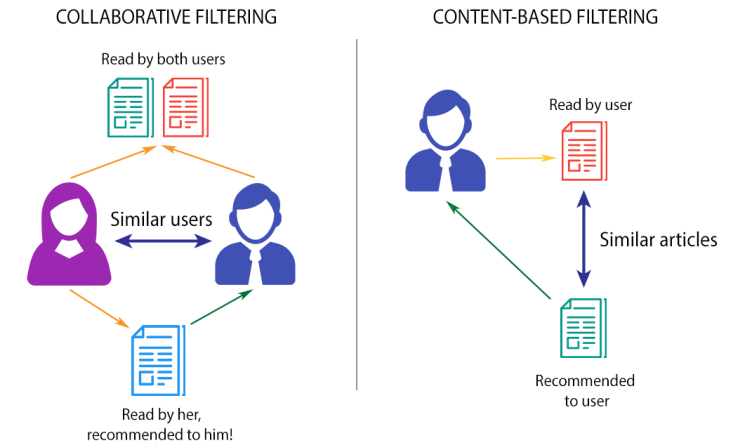 COLLABORATIVE FILTERING
Read by both users
Similar users
Read by her,
recommended to him!
CONTENT-BASED FILTERING
Read by user
Similar articles
Recommended
to user